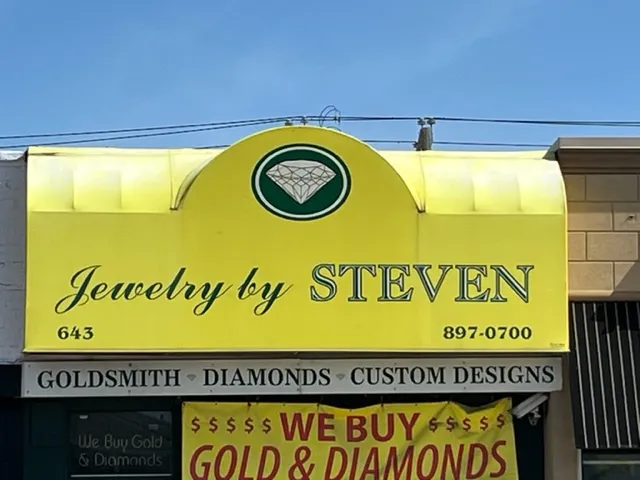 Jewelry by STEVEN
643 897-0700
GOLDSMITH DIAMONDS CUSTOM DESIGNS
$ $ $ $ $ WE BUY $ $ $ $ $
GOLD & DIAMONDS
We Buy Gold
& Diamonds